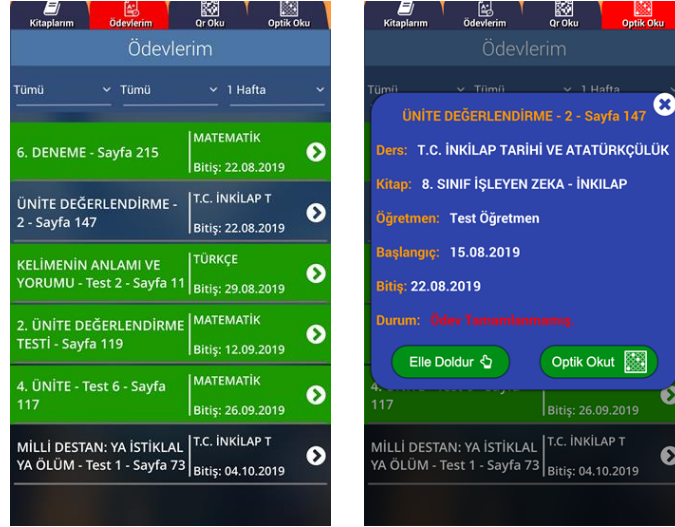 Kitaplarım Ödevlerim Qr Oku Optik Oku
Ödevlerim
Tümü Tümü 1 Hafta
6. DENEME - Sayfa 215
MATEMATİK
Bitiş: 22.08.2019
ÜNİTE DEĞERLENDİRME -
2 - Sayfa 147
T.C. İNKİLAP T
Bitiş: 22.08.2019
KELİMENİN ANLAMI VE
YORUMU - Test 2 - Sayfa 11
TÜRKÇE
Bitiş: 29.08.2019
2. ÜNİTE DEĞERLENDİRME
TESTİ - Sayfa 119
MATEMATİK
Bitiş: 12.09.2019
4. ÜNİTE - Test 6 - Sayfa
117
MATEMATİK
Bitiş: 26.09.2019
MİLLİ DESTAN: YA İSTİKLAL
YA ÖLÜM - Test 1 - Sayfa 73
T.C. İNKİLAP T
Bitiş: 04.10.2019
Kitaplarım Ödevlerim Qr Oku Optik Oku
Ödevlerim
Tümü Tümü 1 Hafta
ÜNİTE DEĞERLENDİRME - 2 - Sayfa 147
Ders: T.C. İNKİLAP TARİHİ VE ATATÜRKÇÜLÜK
Kitap: 8. SINIF İŞLEYEN ZEKA - İNKILAP
Öğretmen: Test Öğretmen
Başlangıç: 15.08.2019
Bitiş: 22.08.2019
Durum: Ödev Tamamlanmamış.
Elle Doldur Optik Okut
117
Bitiş: 26.09.2019
MİLLİ DESTAN: YA İSTİKLAL
YA ÖLÜM - Test 1 - Sayfa 73
T.C. İNKİLAP T
Bitiş: 04.10.2019